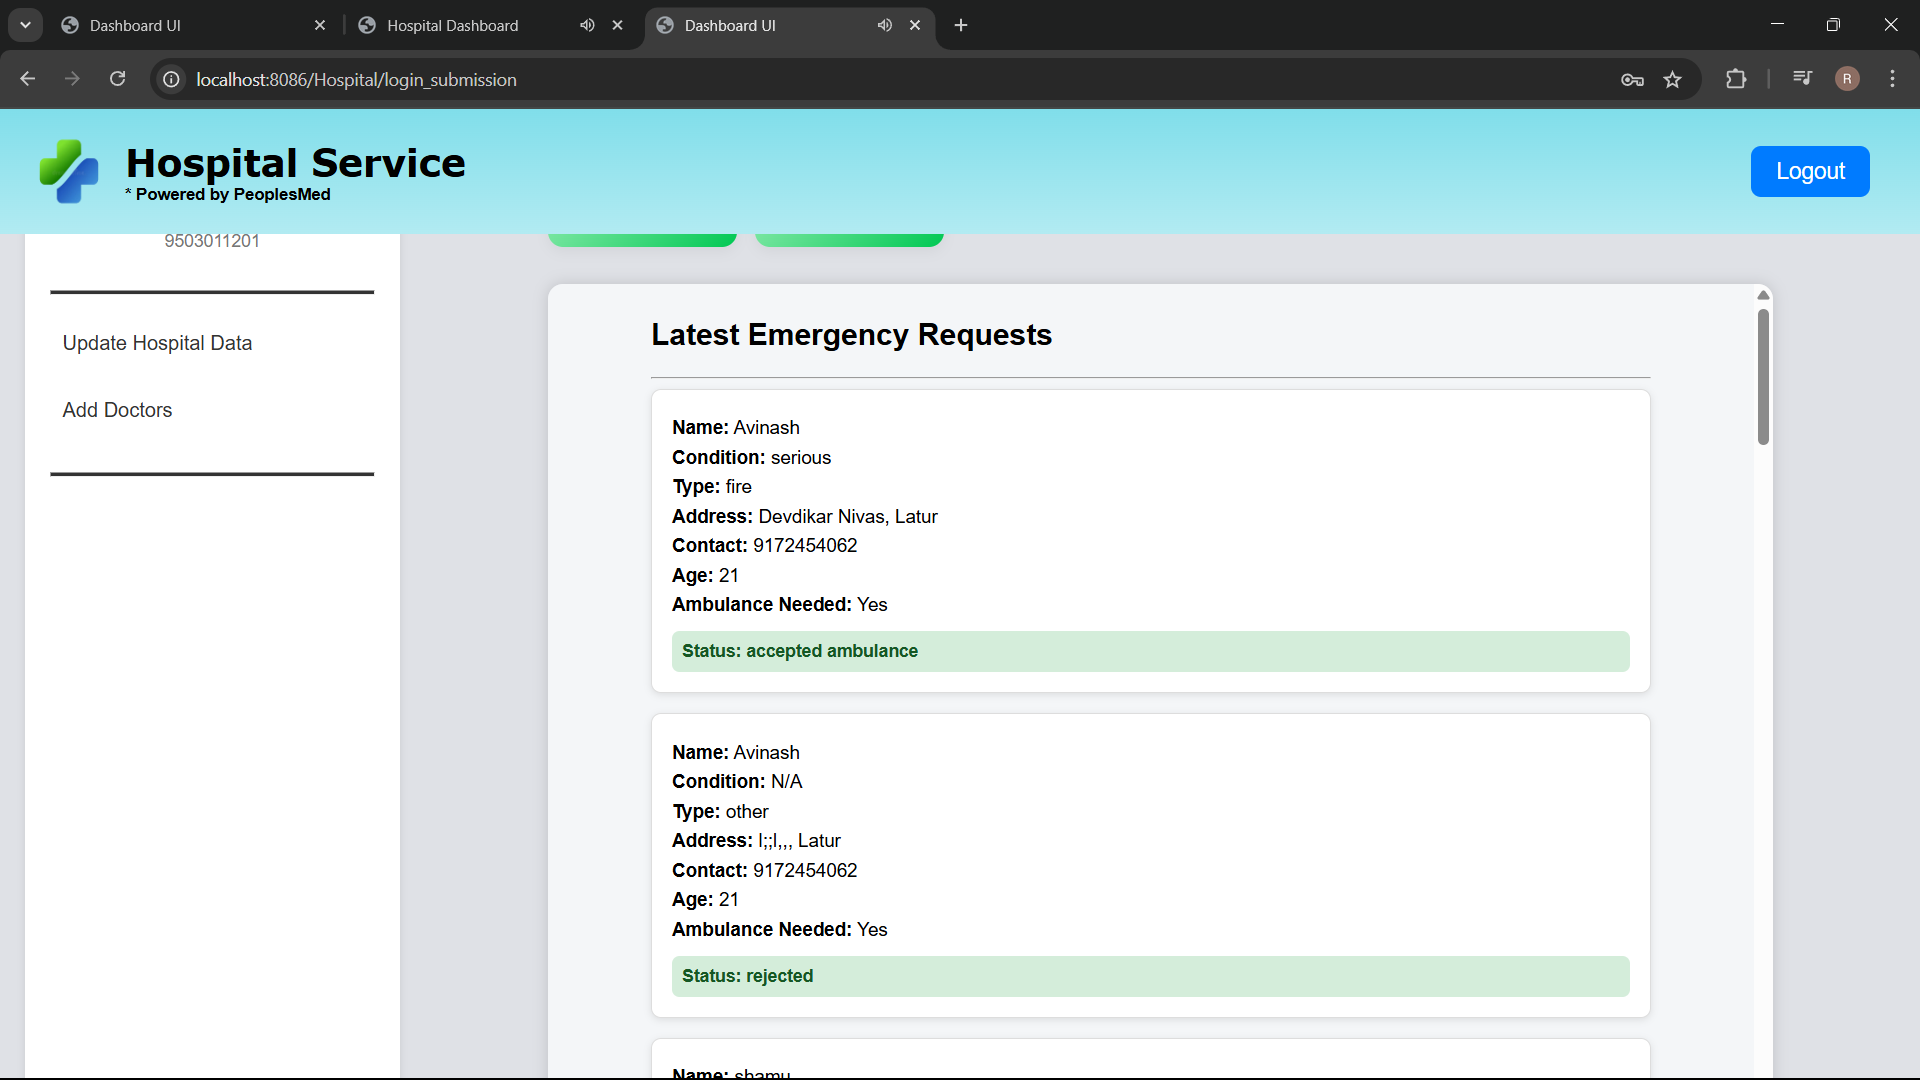 Dashboard UI
Hospital Dashboard
Dashboard UI
localhost:8086/Hospital/login_submission
R
Hospital Service
* Powered by PeoplesMed
Logout
9503011201
Update Hospital Data
Add Doctors
Latest Emergency Requests
Name: Avinash
Condition: serious
Type: fire
Address: Devdikar Nivas, Latur
Contact: 9172454062
Age: 21
Ambulance Needed: Yes
Status: accepted ambulance
Name: Avinash
Condition: N/A
Type: other
Address: l;;l,,, Latur
Contact: 9172454062
Age: 21
Ambulance Needed: Yes
Status: rejected
Name: shamu